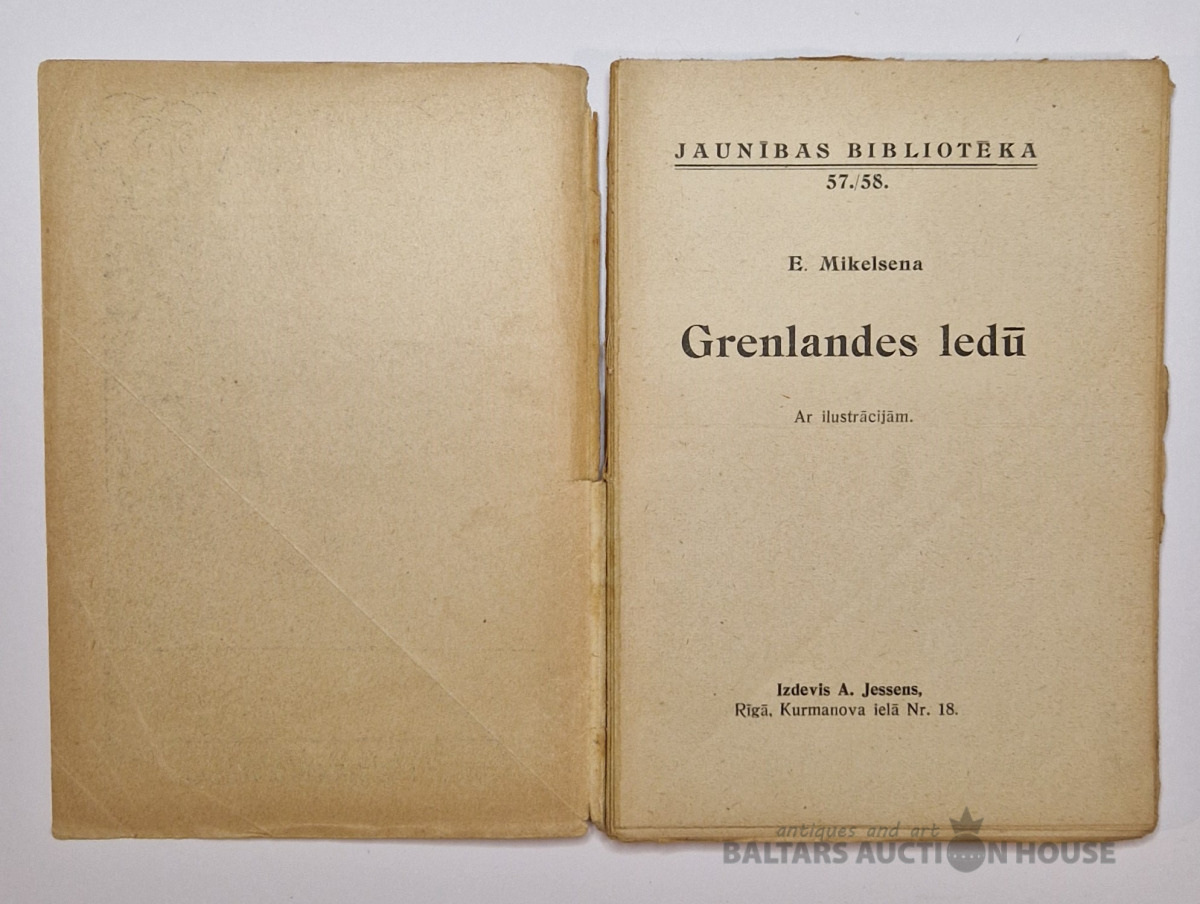 JAUNĪBAS BIBLIOTĒKA
57./58.
E. Mikelsena
Grenlandes ledū
Ar ilustrācijām.
Izdevis A. Jessens,
Rīgā, Kurmanova ielā Nr. 18.
antiques and art
BALTARS AUCTION HOUSE